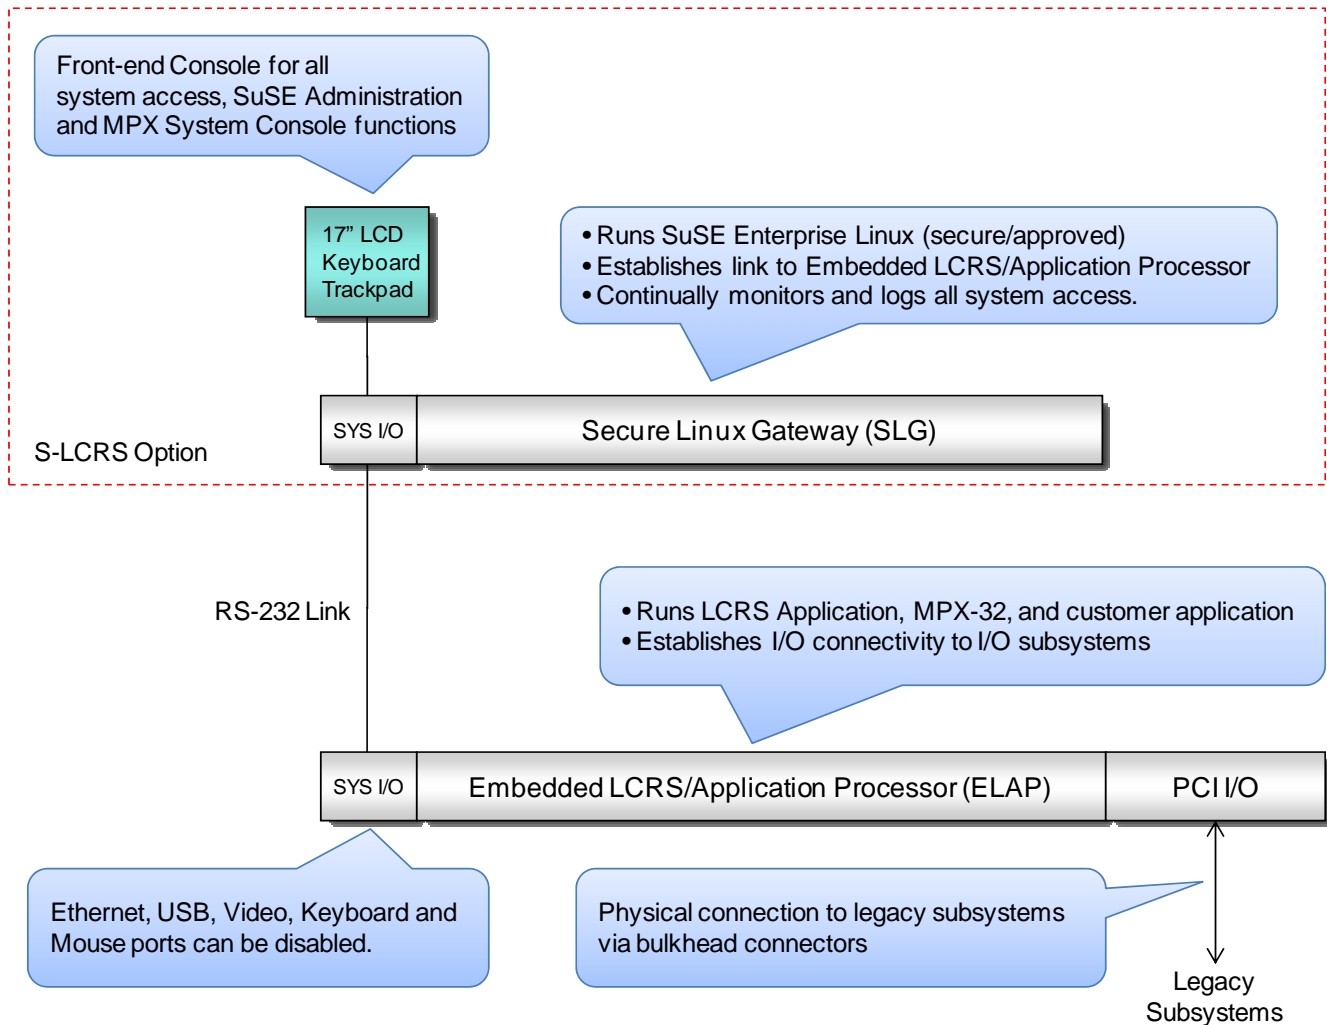 Front-end Console for all
system access, SuSE Administration
and MPX System Console functions
17” LCD
Keyboard
Trackpad
• Runs SuSE Enterprise Linux (secure/approved)
• Establishes link to Embedded LCRS/Application Processor
• Continually monitors and logs all system access.
SYS I/O
Secure Linux Gateway (SLG)
S-LCRS Option
RS-232 Link
• Runs LCRS Application, MPX-32, and customer application
• Establishes I/O connectivity to I/O subsystems
SYS I/O
Embedded LCRS/Application Processor (ELAP)
PCI I/O
Ethernet, USB, Video, Keyboard and
Mouse ports can be disabled.
Physical connection to legacy subsystems
via bulkhead connectors
Legacy
Subsystems